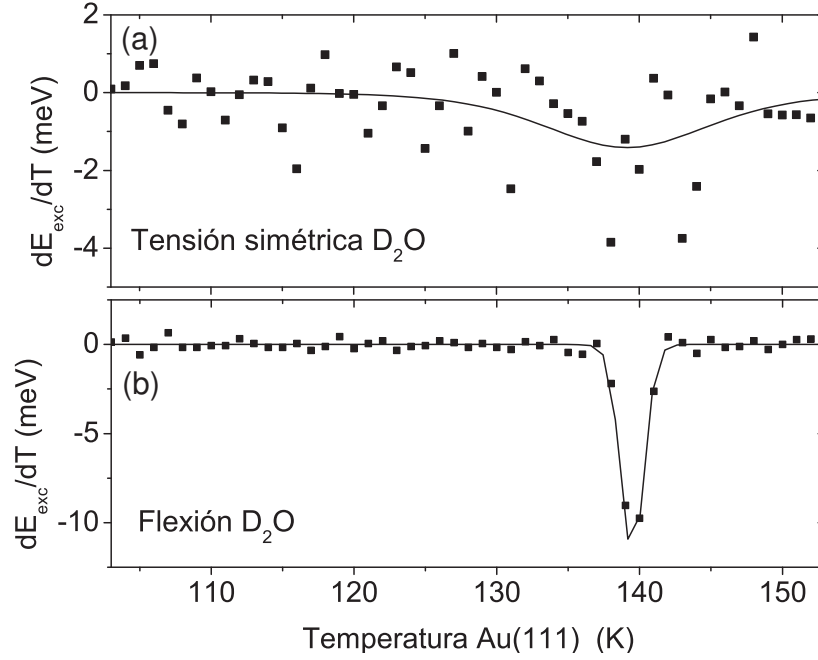 2
(a)
0
-2
-4
dE_exc/dT (meV)
Tensión simétrica D₂O
0
(b)
-5
-10
dE_exc/dT (meV)
Flexión D₂O
110 120 130 140 150
Temperatura Au(111) (K)